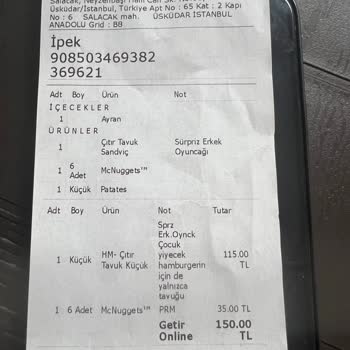 Üsküdar/İstanbul, Türkiye Apt No : 65 Kat : 2 Kapı
No : 6 SALACAK mah. ÜSKÜDAR İSTANBUL
ANADOLU Grid : B8
İpek
908503469382
369621
Adt Boy Ürün Not
İÇECEKLER
1 Ayran
ÜRÜNLER
1 Çıtır Tavuk Sandviç Sürpriz Erkek Oyuncağı
1 6 Adet McNuggets™
1 Küçük Patates
Adt Boy Ürün Not Tutar
1 Küçük HM- Çıtır Tavuk Küçük Sprz Erk.Oynck Çocuk yiyecek hamburgerin için de yalnızca tavuğu 115.00 TL
1 6 Adet McNuggets™ PRM 35.00 TL
Getir Online 150.00 TL